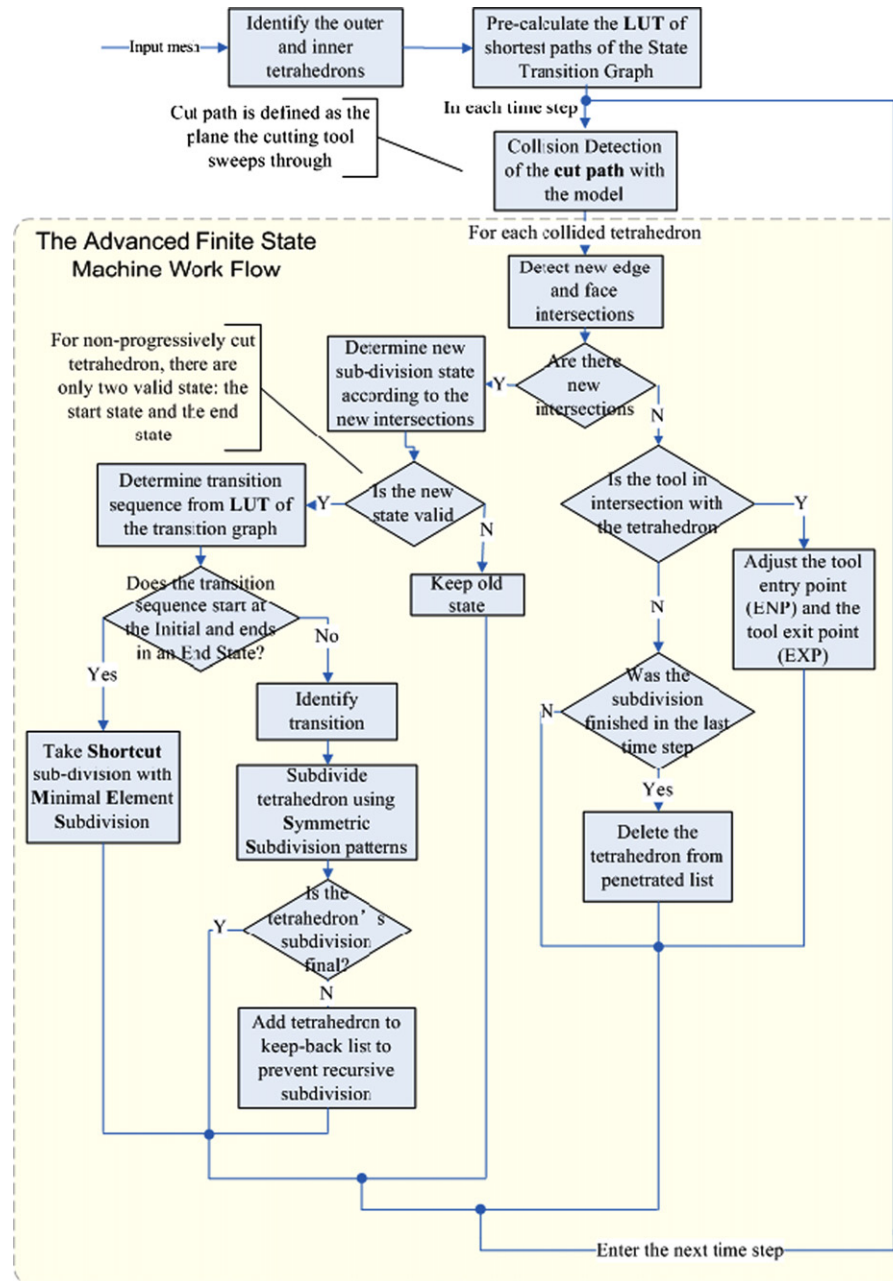 Input mesh
Identify the outer
and inner
tetrahedrons
Pre-calculate the LUT of
shortest paths of the State
Transition Graph
Cut path is defined as the
plane the cutting tool
sweeps through
In each time step
Collision Detection
of the cut path with
the model
The Advanced Finite State
Machine Work Flow
For each collided tetrahedron
Detect new edge
and face
intersections
For non-progressively cut
tetrahedron, there are
only two valid state: the
start state and the end
state
Determine new
sub-division state
according to the
new intersections
Y
Are there
new
intersections
N
Determine transition
sequence from LUT of
the transition graph
Y
Is the new
state valid
N
Is the tool in
intersection with
the tetrahedron
Y
N
Keep old
state
Adjust the tool
entry point
(ENP) and the
tool exit point
(EXP)
Does the transition
sequence start at
the Initial and ends
in an End State?
Yes
No
Identify
transition
Was the
subdivision
finished in the last
time step
N
Yes
Take Shortcut
sub-division with
Minimal Element
Subdivision
Subdivide
tetrahedron using
Symmetric
Subdivision patterns
Delete the
tetrahedron from
penetrated list
Is the
tetrahedron's
subdivision
final?
Y
N
Add tetrahedron to
keep-back list to
prevent recursive
subdivision
Enter the next time step